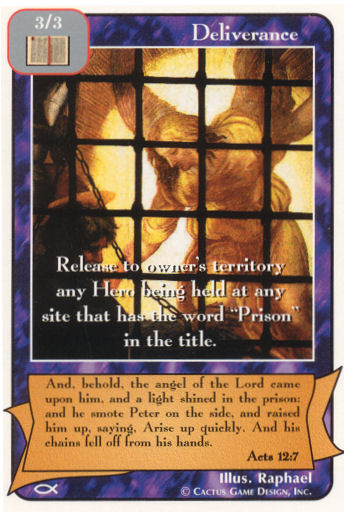 3/3
Deliverance
Release to owner's territory
any Hero being held at any
site that has the word "Prison"
in the title.
And, behold, the angel of the Lord came
upon him, and a light shined in the prison:
and he smote Peter on the side, and raised
him up, saying, Arise up quickly. And his
chains fell off from his hands.
Acts 12:7
Illus. Raphael
© Cactus Game Design, Inc.